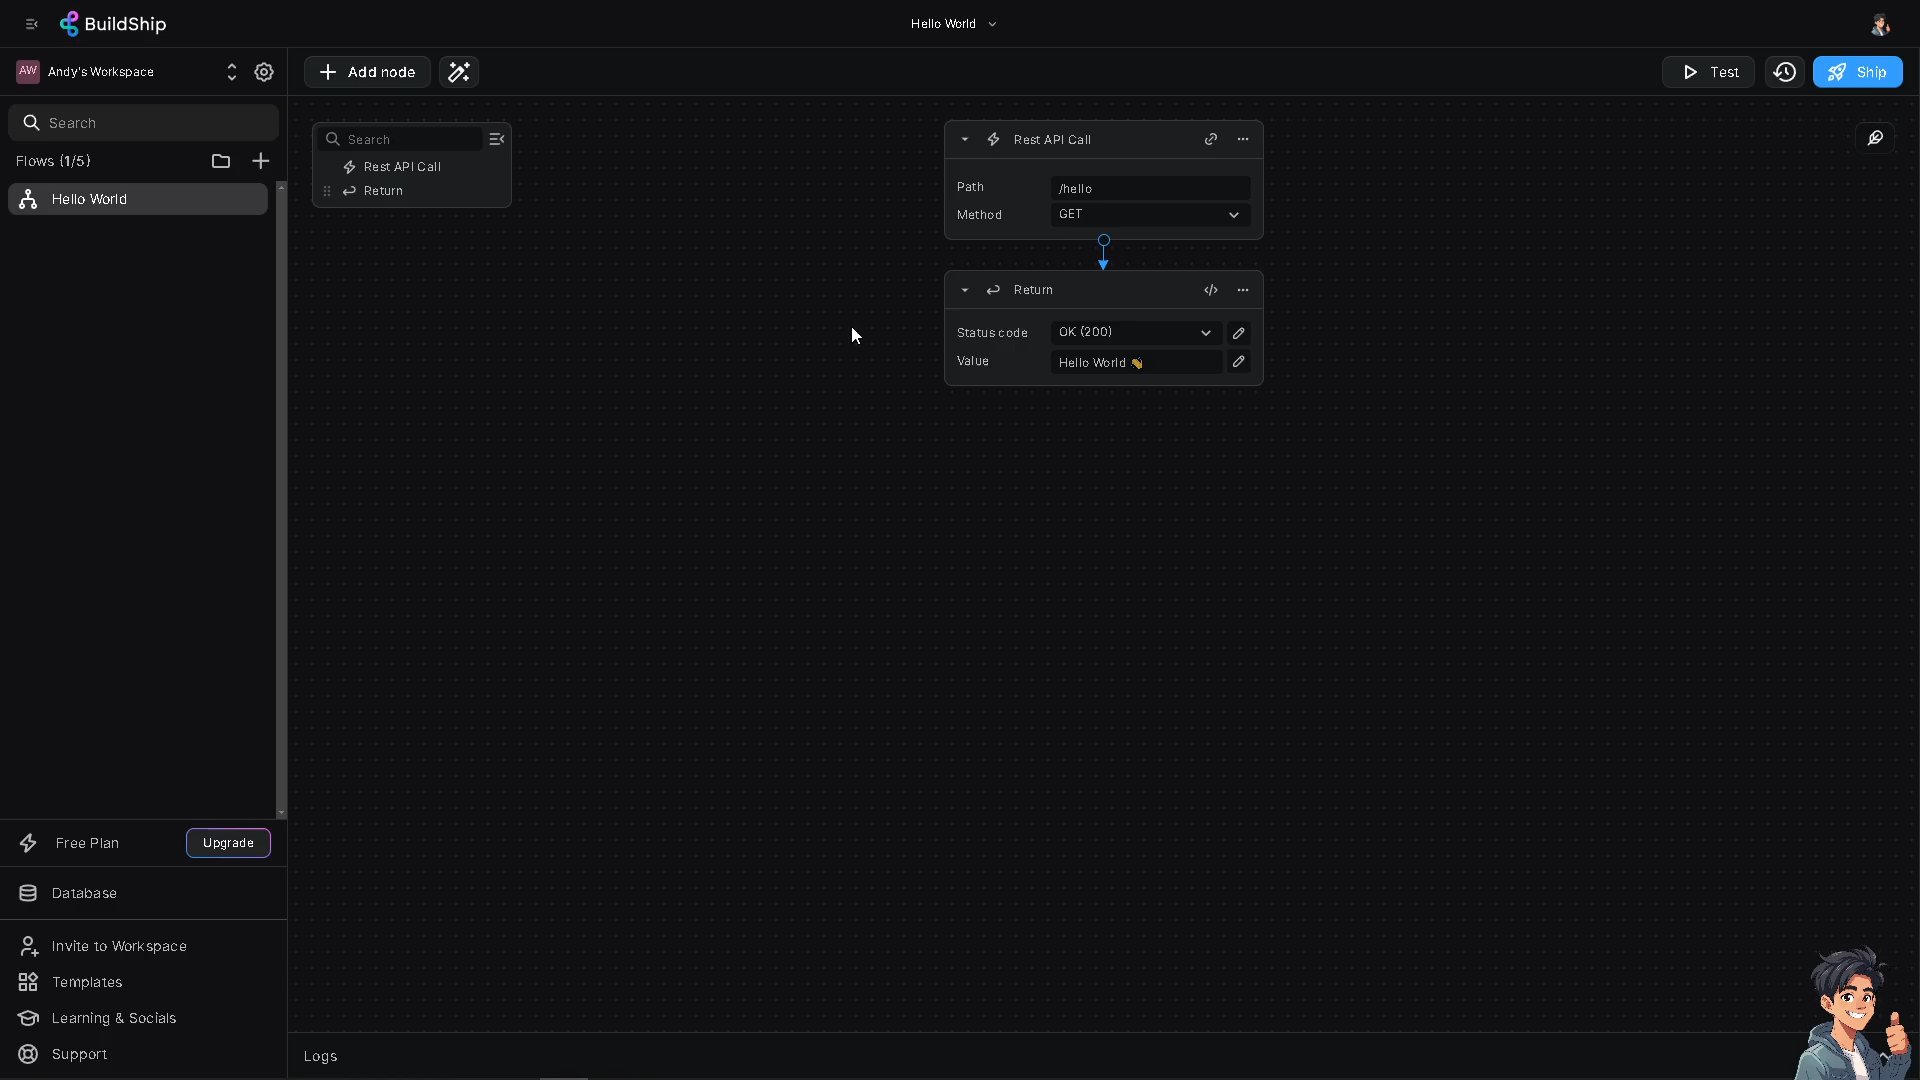 BuildShip
Hello World
AW
Andy's Workspace
Add node
Test
Ship
Search
Flows (1/5)
Hello World
Search
Rest API Call
Return
Rest API Call
Path
/hello
Method
GET
Return
Status code
OK (200)
Value
Hello World 👋
Free Plan
Upgrade
Database
Invite to Workspace
Templates
Learning & Socials
Support
Logs